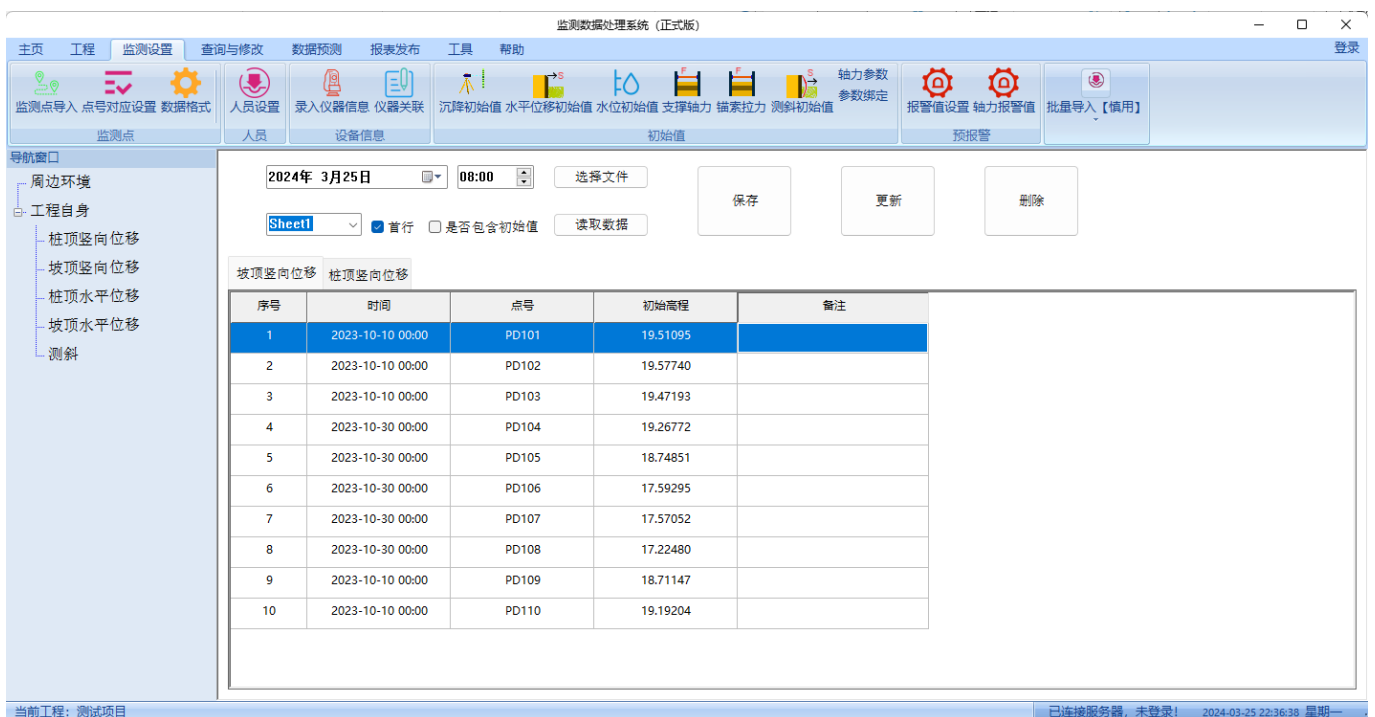 监测数据处理系统（正式版）
主页 工程 监测设置 查询与修改 数据预测 报表发布 工具 帮助 登录
监测点导入 点号对应设置 数据格式 人员设置 录入仪器信息 仪器关联 沉降初始值 水平位移初始值 水位初始值 支撑轴力 锚索拉力 测斜初始值 轴力参数 参数绑定 报警值设置 轴力报警值 批量导入【慎用】
监测点 人员 设备信息 初始值 预报警
导航窗口
周边环境
工程自身
桩顶竖向位移
坡顶竖向位移
桩顶水平位移
坡顶水平位移
测斜
2024年 3月25日 08:00 选择文件
保存 更新 删除
Sheet1 首行 是否包含初始值 读取数据
坡顶竖向位移 桩顶竖向位移
序号 时间 点号 初始高程 备注
1 2023-10-10 00:00 PD101 19.51095
2 2023-10-10 00:00 PD102 19.57740
3 2023-10-10 00:00 PD103 19.47193
4 2023-10-30 00:00 PD104 19.26772
5 2023-10-30 00:00 PD105 18.74851
6 2023-10-30 00:00 PD106 17.59295
7 2023-10-30 00:00 PD107 17.57052
8 2023-10-30 00:00 PD108 17.22480
9 2023-10-10 00:00 PD109 18.71147
10 2023-10-10 00:00 PD110 19.19204
当前工程：测试项目 已连接服务器，未登录！ 2024-03-25 22:36:38 星期一